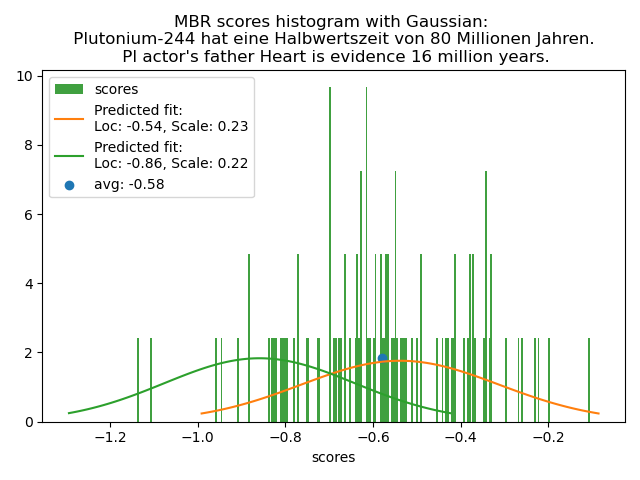 MBR scores histogram with Gaussian:
Plutonium-244 hat eine Halbwertszeit von 80 Millionen Jahren.
PI actor's father Heart is evidence 16 million years.
10
8
6
4
2
0
scores
Predicted fit:
Loc: -0.54, Scale: 0.23
Predicted fit:
Loc: -0.86, Scale: 0.22
avg: -0.58
−1.2 −1.0 −0.8 −0.6 −0.4 −0.2
scores